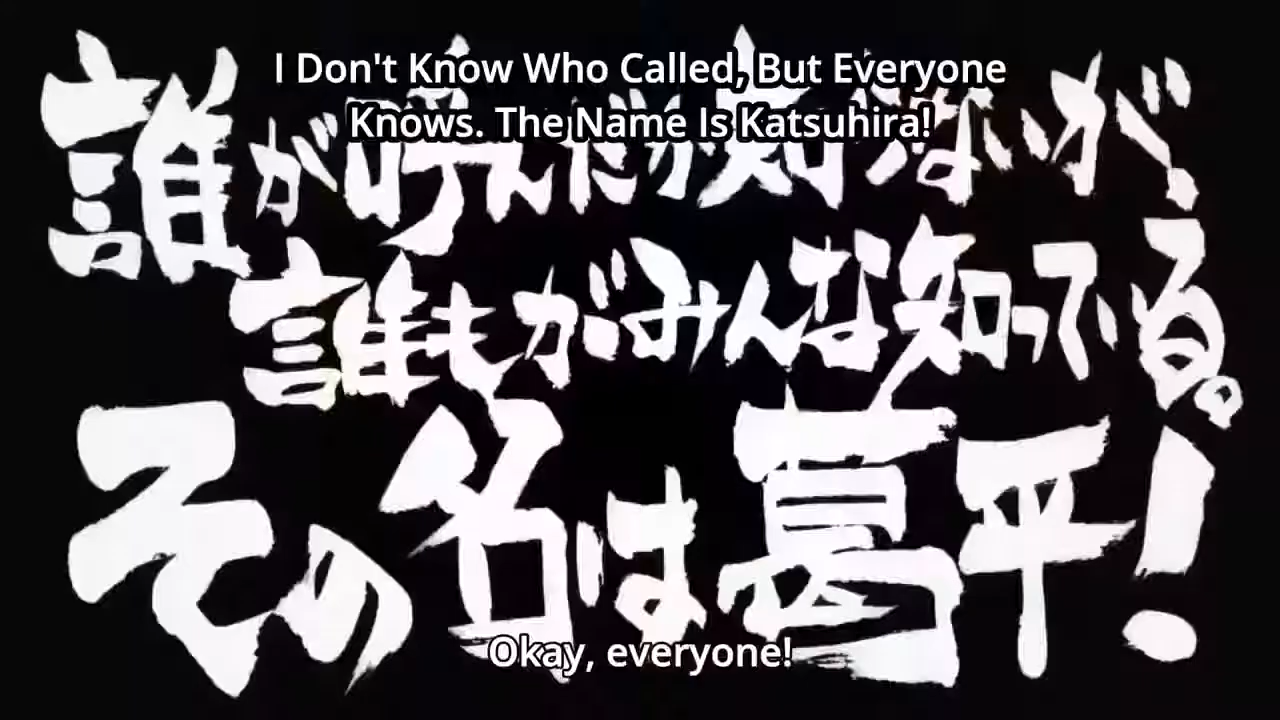 I Don't Know Who Called, But Everyone
Knows. The Name Is Katsuhira!
誰が呼んだか知らないが、
誰もがみんな知っている。
その名は葛平!
Okay, everyone!